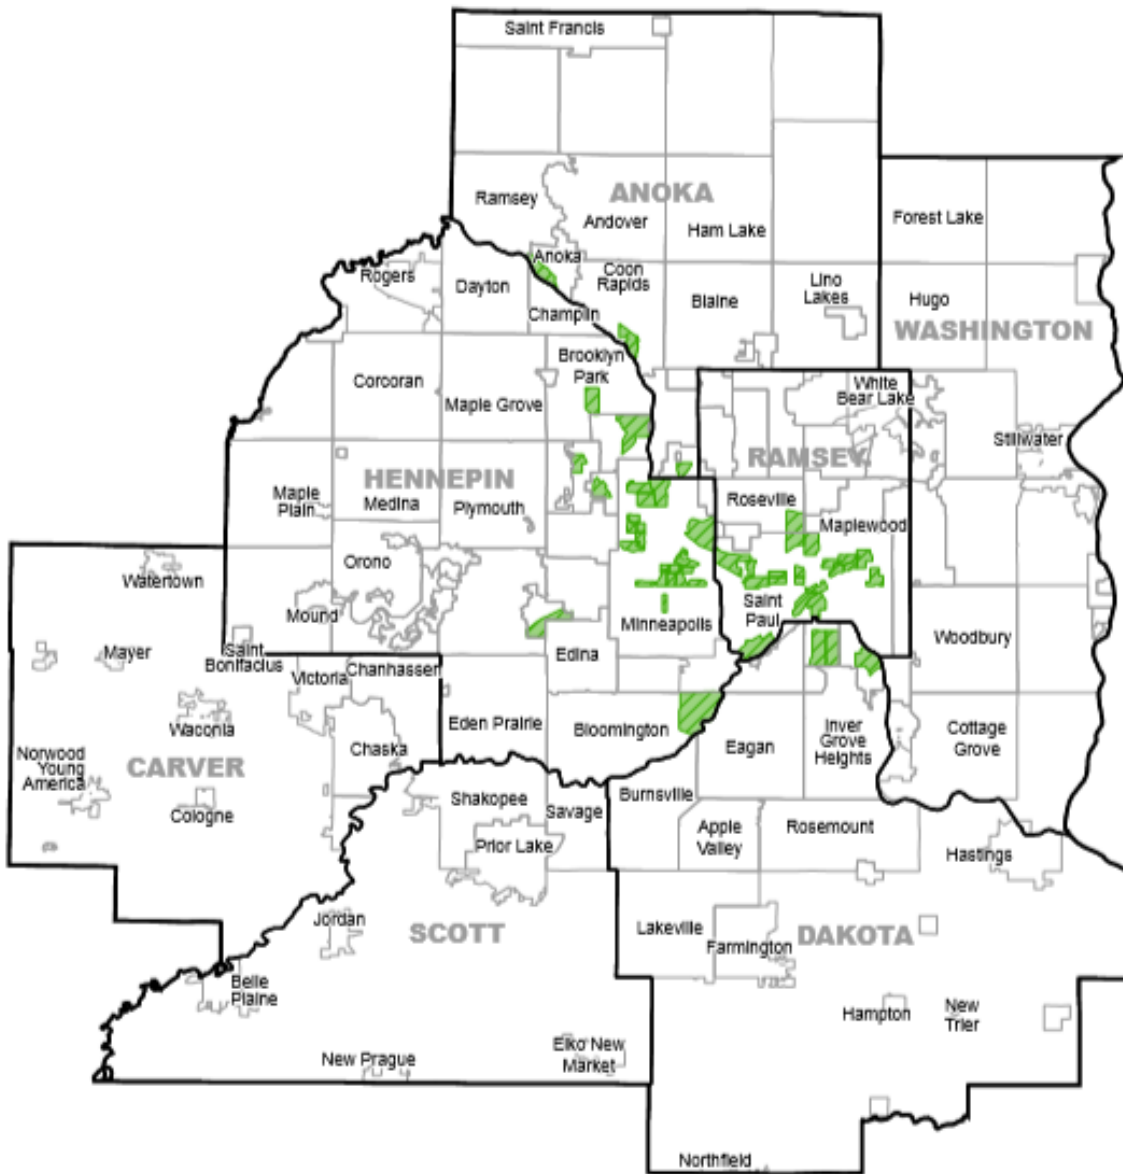 Saint Francis
ANOKA
Ramsey
Andover
Ham Lake
Forest Lake
Anoka
Rogers
Dayton
Coon
Rapids
Blaine
Lino
Lakes
Hugo
Champlin
WASHINGTON
Brooklyn
Park
Corcoran
Maple Grove
White
Bear Lake
Stillwater
HENNEPIN
RAMSEY
Maple
Plain
Medina
Plymouth
Roseville
Maplewood
Orono
Watertown
Mound
Minneapolis
Saint
Paul
Woodbury
Mayer
Saint
Bonifacius
Victoria
Chanhassen
Edina
Waconia
Eden Prairie
Bloomington
Eagan
Inver
Grove
Heights
Cottage
Grove
Norwood
Young
America
CARVER
Chaska
Cologne
Shakopee
Savage
Burnsville
Prior Lake
Apple
Valley
Rosemount
Hastings
Jordan
SCOTT
Lakeville
Farmington
DAKOTA
Belle
Plaine
Hampton
New
Trier
New Prague
Elko New
Market
Northfield